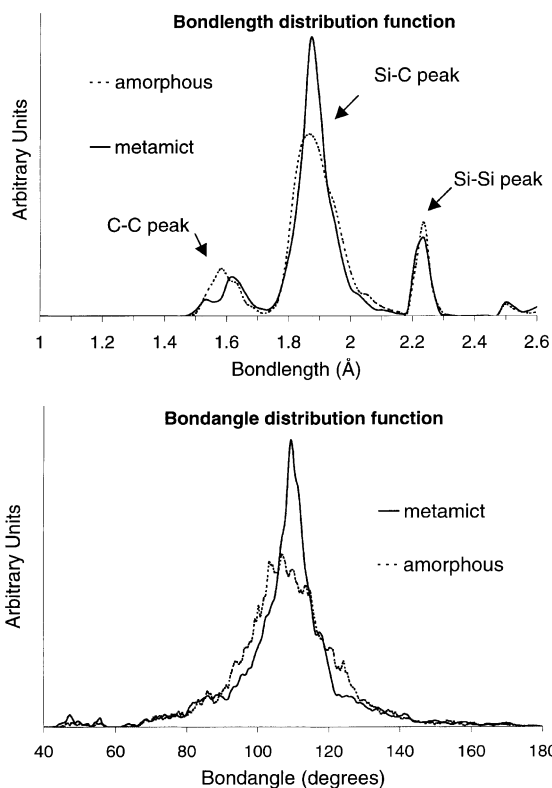 Bondlength distribution function
amorphous
Si-C peak
metamict
Si-Si peak
C-C peak
Arbitrary Units
1 1.2 1.4 1.6 1.8 2 2.2 2.4 2.6
Bondlength (Å)
Bondangle distribution function
metamict
amorphous
Arbitrary Units
40 60 80 100 120 140 160 180
Bondangle (degrees)